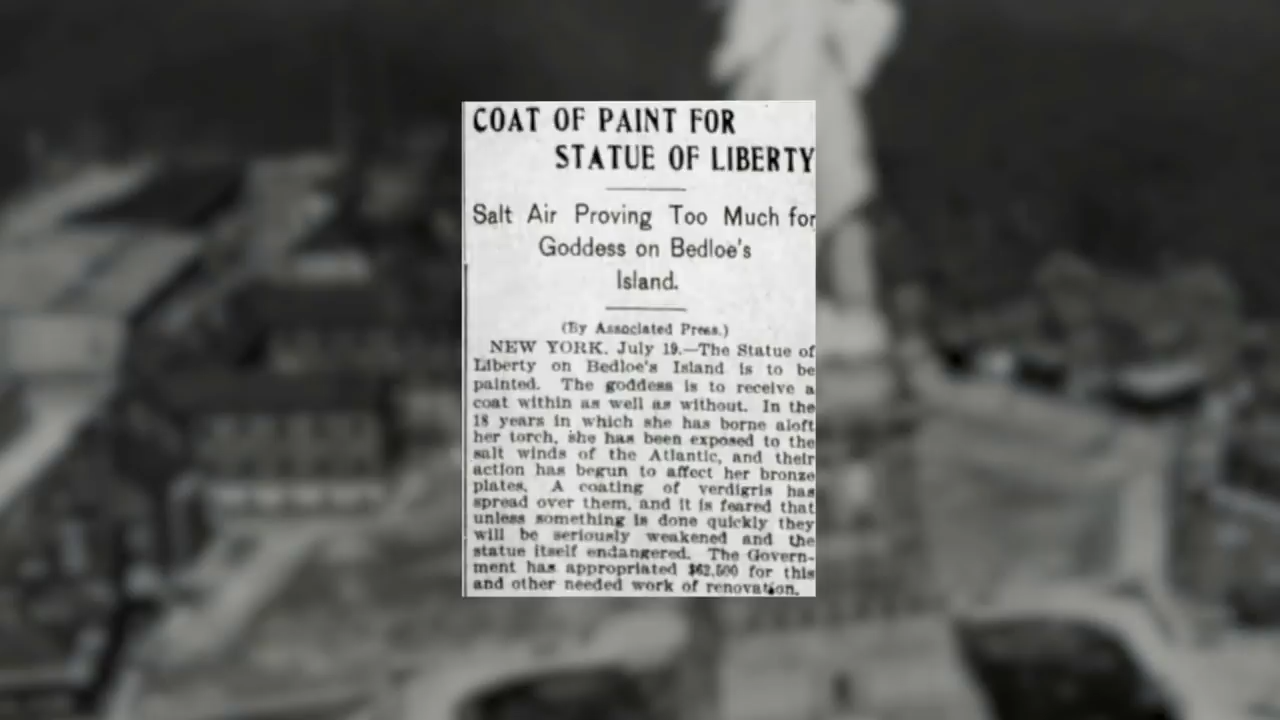 COAT OF PAINT FOR
STATUE OF LIBERTY
Salt Air Proving Too Much for
Goddess on Bedloe's
Island.
(By Associated Press.)
NEW YORK, July 19.—The Statue of
Liberty on Bedloe's Island is to be
painted. The goddess is to receive a
coat within as well as without. In the
18 years in which she has borne aloft
her torch, she has been exposed to the
salt winds of the Atlantic, and their
action has begun to affect her bronze
plates. A coating of verdigris has
spread over them, and it is feared that
unless something is done quickly they
will be seriously weakened and the
statue itself endangered. The Govern-
ment has appropriated $62,500 for this
and other needed work of renovation.